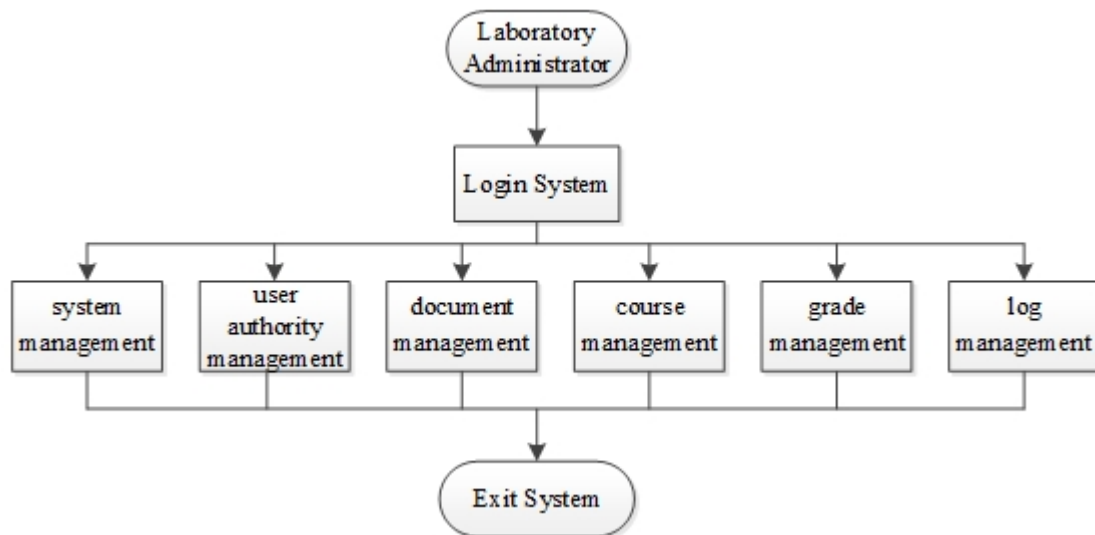 Laboratory
Administrator
Login System
system
management
user
authority
management
document
management
course
management
grade
management
log
management
Exit System